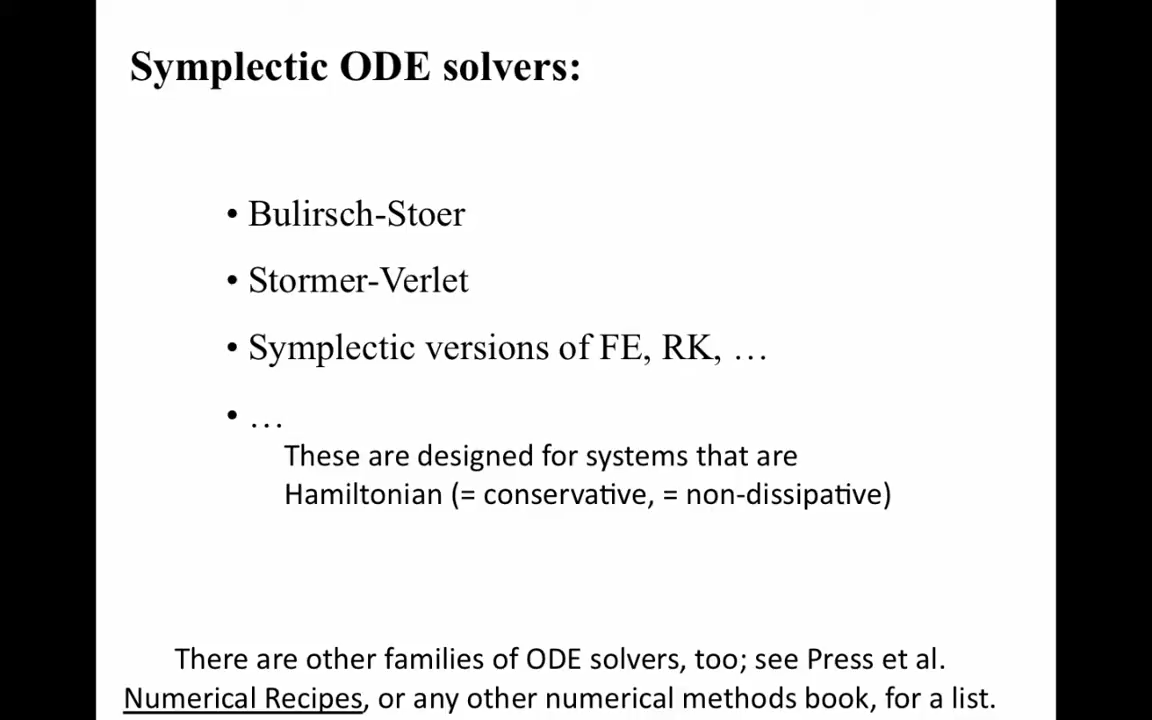 Symplectic ODE solvers:
• Bulirsch-Stoer
• Stormer-Verlet
• Symplectic versions of FE, RK, …
• …
These are designed for systems that are
Hamiltonian (= conservative, = non-dissipative)
There are other families of ODE solvers, too; see Press et al.
Numerical Recipes, or any other numerical methods book, for a list.